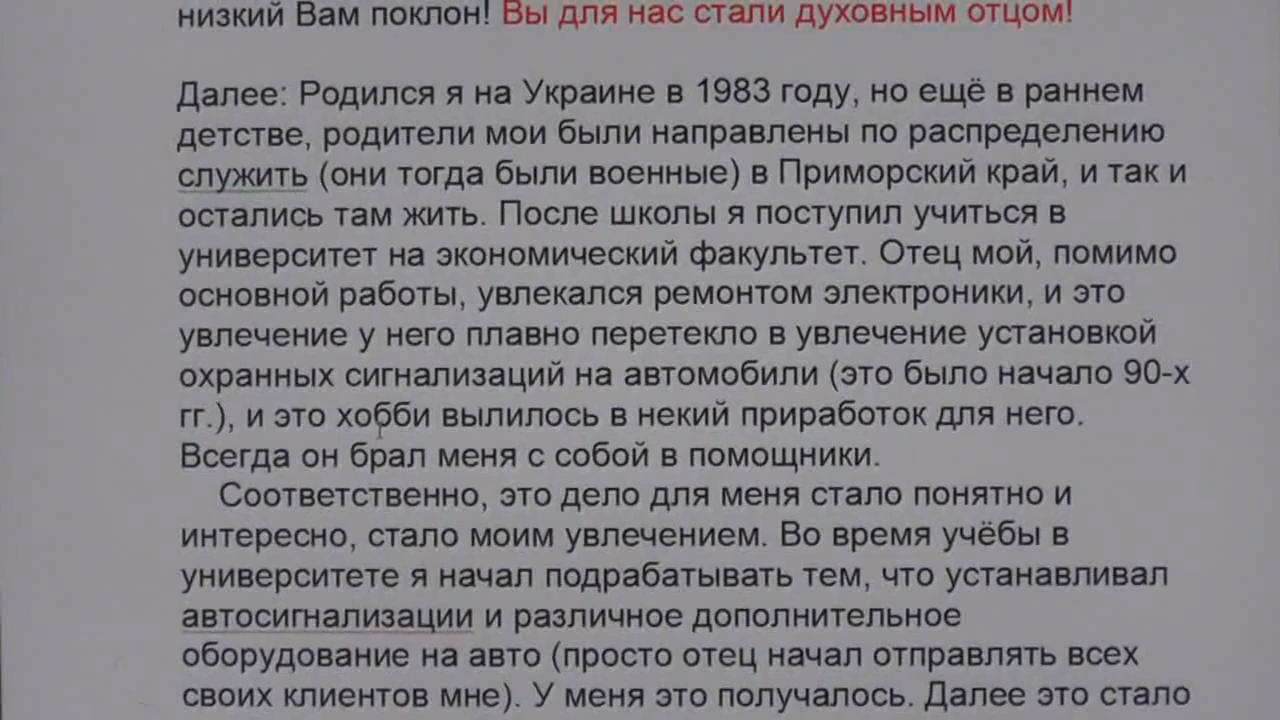 низкий Вам поклон! Вы для нас стали духовным отцом!
Далее: Родился я на Украине в 1983 году, но ещё в раннем
детстве, родители мои были направлены по распределению
служить (они тогда были военные) в Приморский край, и так и
остались там жить. После школы я поступил учиться в
университет на экономический факультет. Отец мой, помимо
основной работы, увлекался ремонтом электроники, и это
увлечение у него плавно перетекло в увлечение установкой
охранных сигнализаций на автомобили (это было начало 90-х
гг.), и это хобби вылилось в некий приработок для него.
Всегда он брал меня с собой в помощники.
Соответственно, это дело для меня стало понятно и
интересно, стало моим увлечением. Во время учёбы в
университете я начал подрабатывать тем, что устанавливал
автосигнализации и различное дополнительное
оборудование на авто (просто отец начал отправлять всех
своих клиентов мне). У меня это получалось. Далее это стало